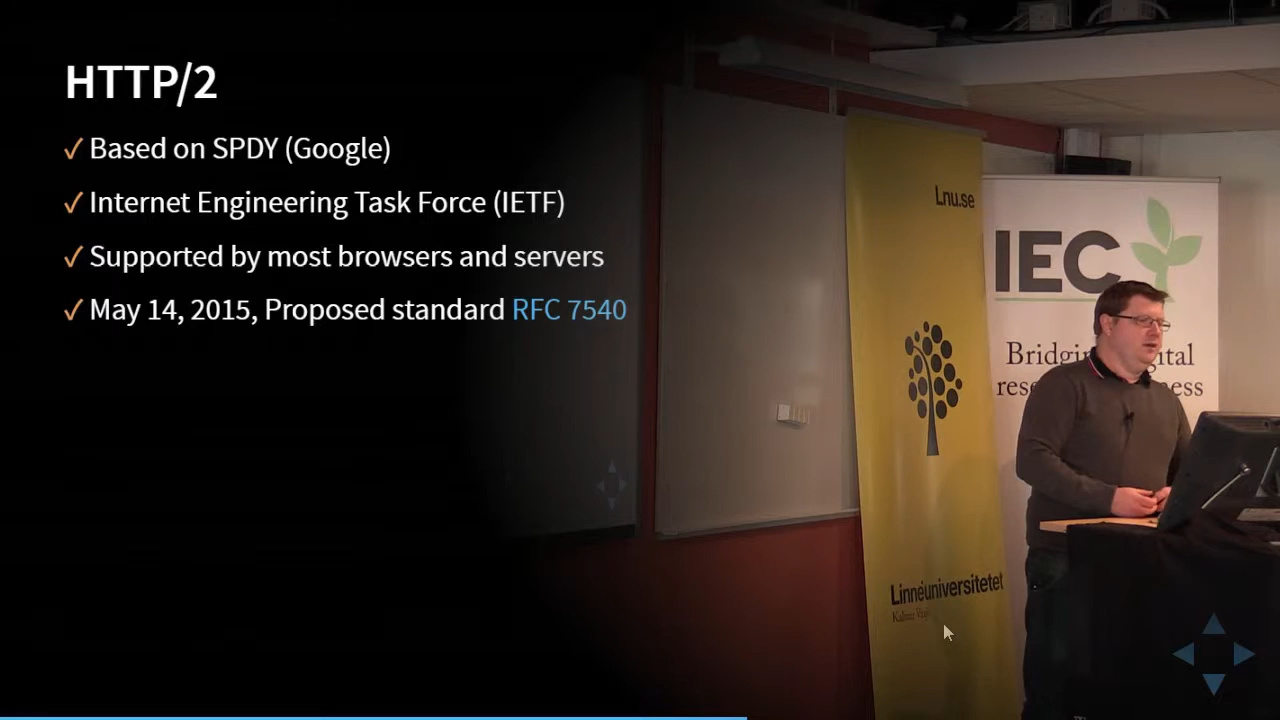 HTTP/2
✓ Based on SPDY (Google)
✓ Internet Engineering Task Force (IETF)
✓ Supported by most browsers and servers
✓ May 14, 2015, Proposed standard RFC 7540
Lnu.se
IEC
Linnéuniversitetet